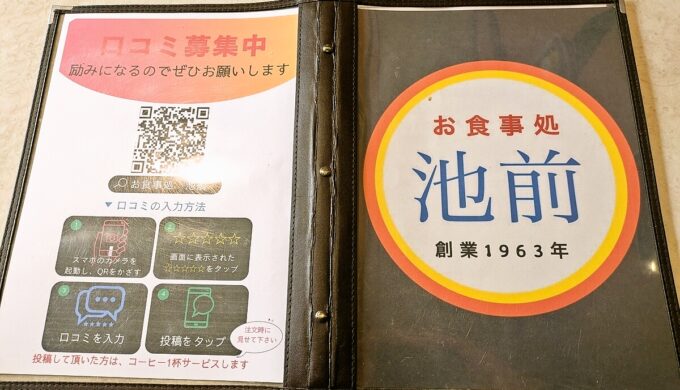 口コミ募集中
励みになるのでぜひお願いします
お食事処 池前
▼口コミの入力方法
1
スマホのカメラを
起動し、QRをかざす
2
☆☆☆☆☆
画面に表示された
☆☆☆☆☆をタップ
3
口コミを入力
4
投稿をタップ
注文時に
見せて下さい
投稿して頂いた方は、コーヒー1杯サービスします
お食事処
池前
創業1963年